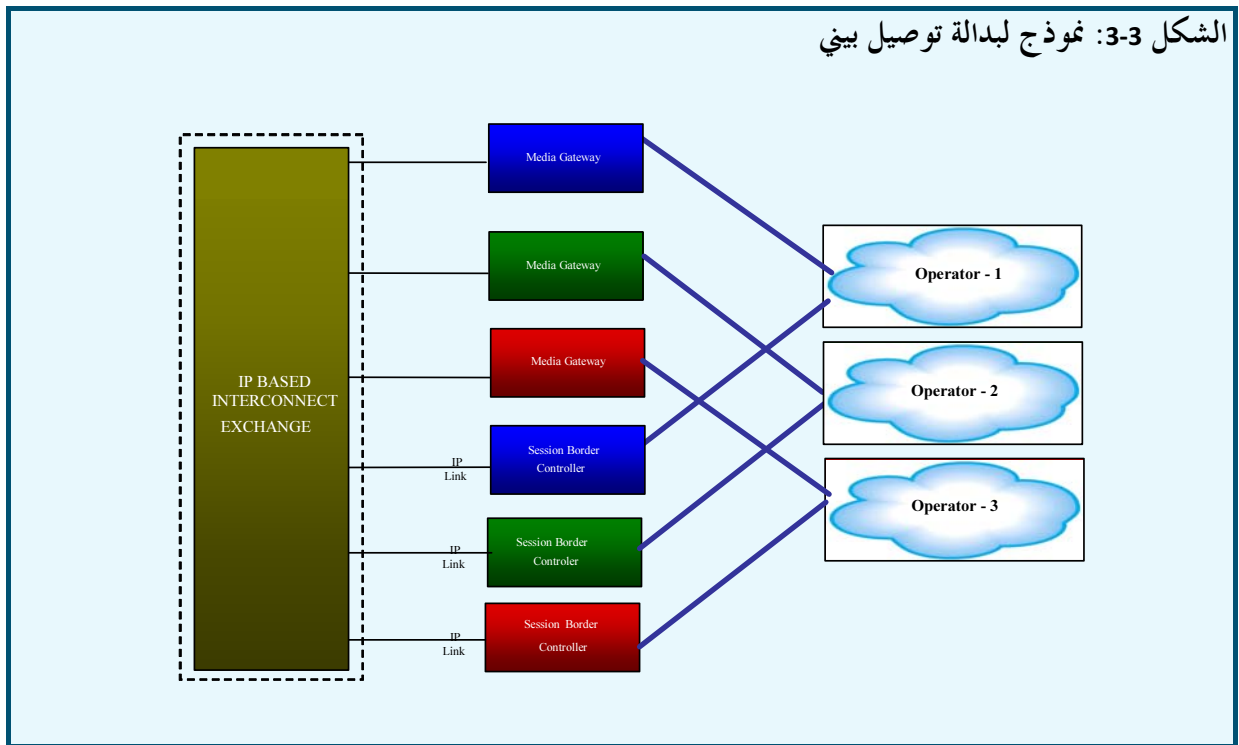 الشكل 3-3: نموذج لبدالة توصيل بيني
Media Gateway
Media Gateway
Media Gateway
Session Border
Controller
Session Border
Controler
Session Border
Controller
IP BASED
INTERCONNECT
EXCHANGE
IP
Link
IP
Link
IP
Link
Operator - 1
Operator - 2
Operator - 3